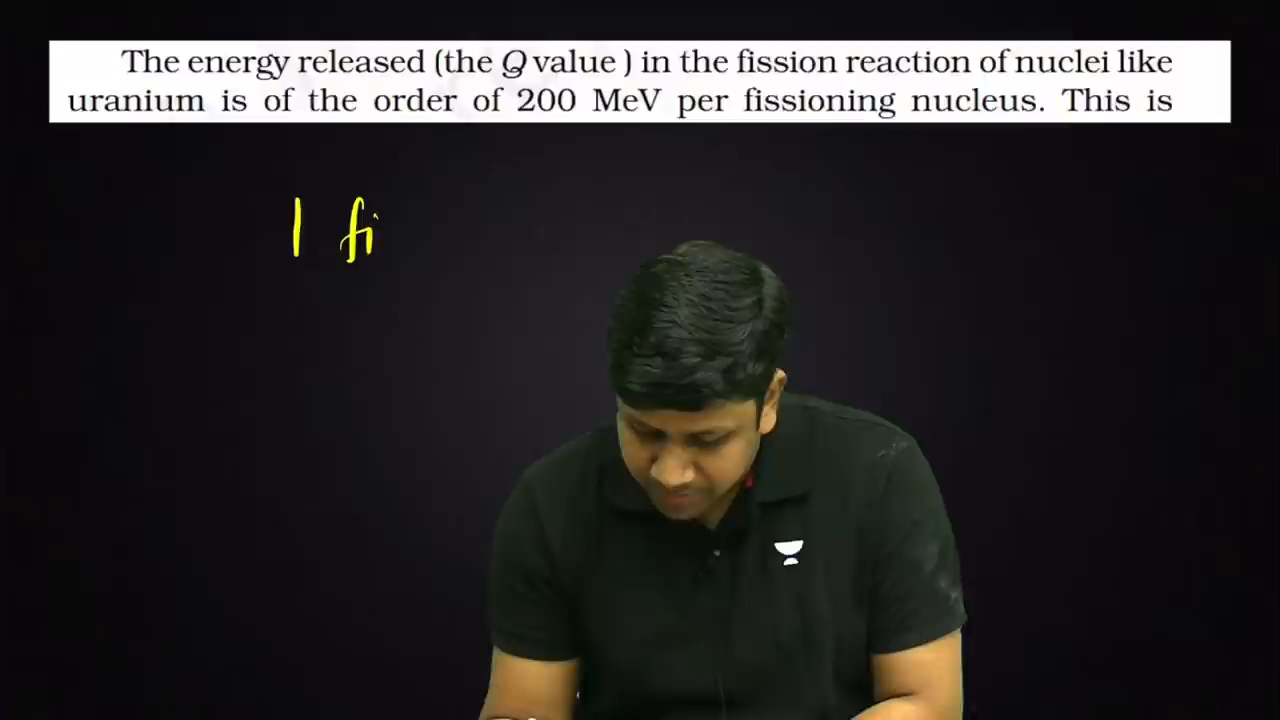 The energy released (the Q value ) in the fission reaction of nuclei like
uranium is of the order of 200 MeV per fissioning nucleus. This is
1 fi